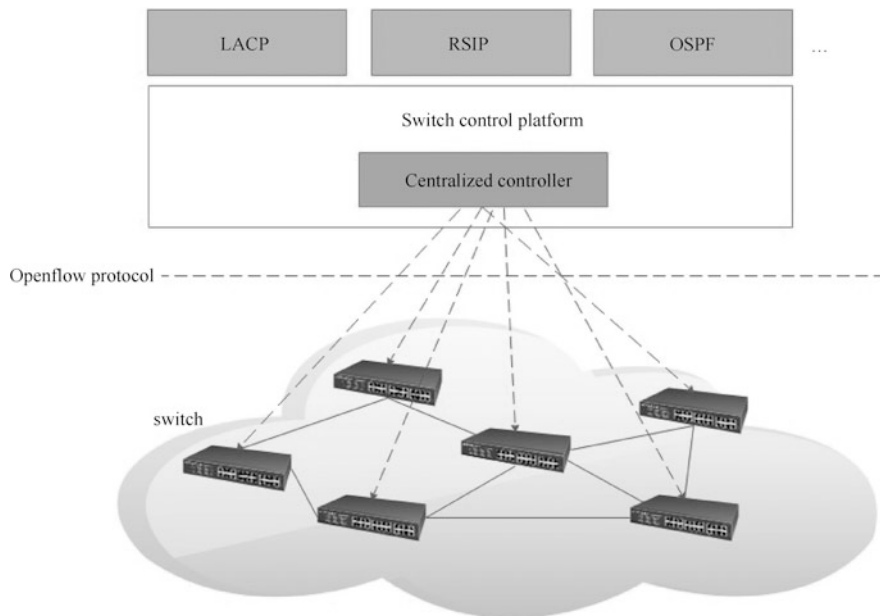 LACP
RSIP
OSPF
...
Switch control platform
Centralized controller
Openflow protocol
switch